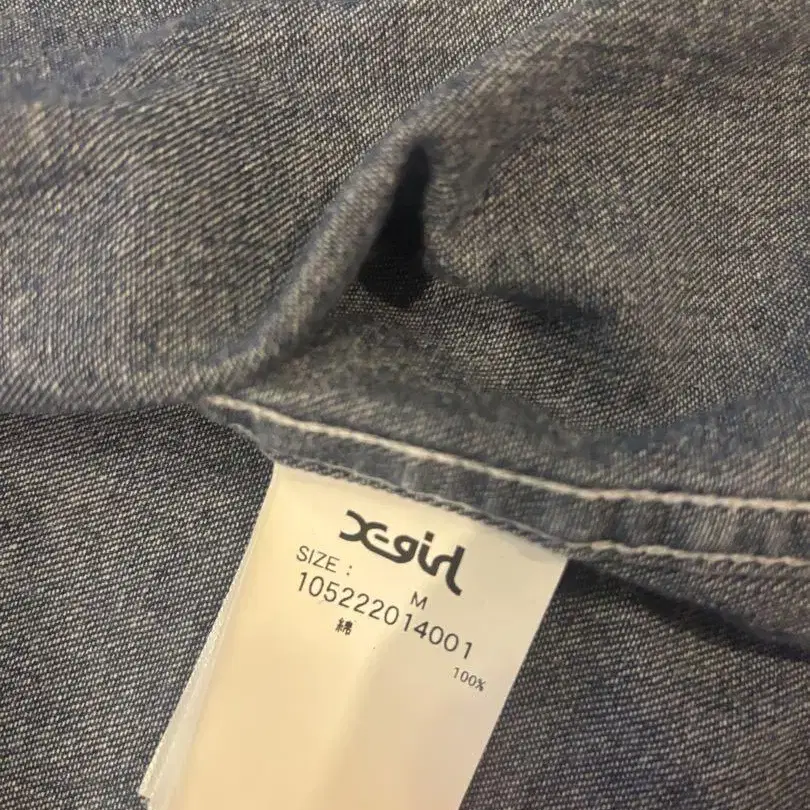 X-girl
SIZE : M
105222014001
綿 100%